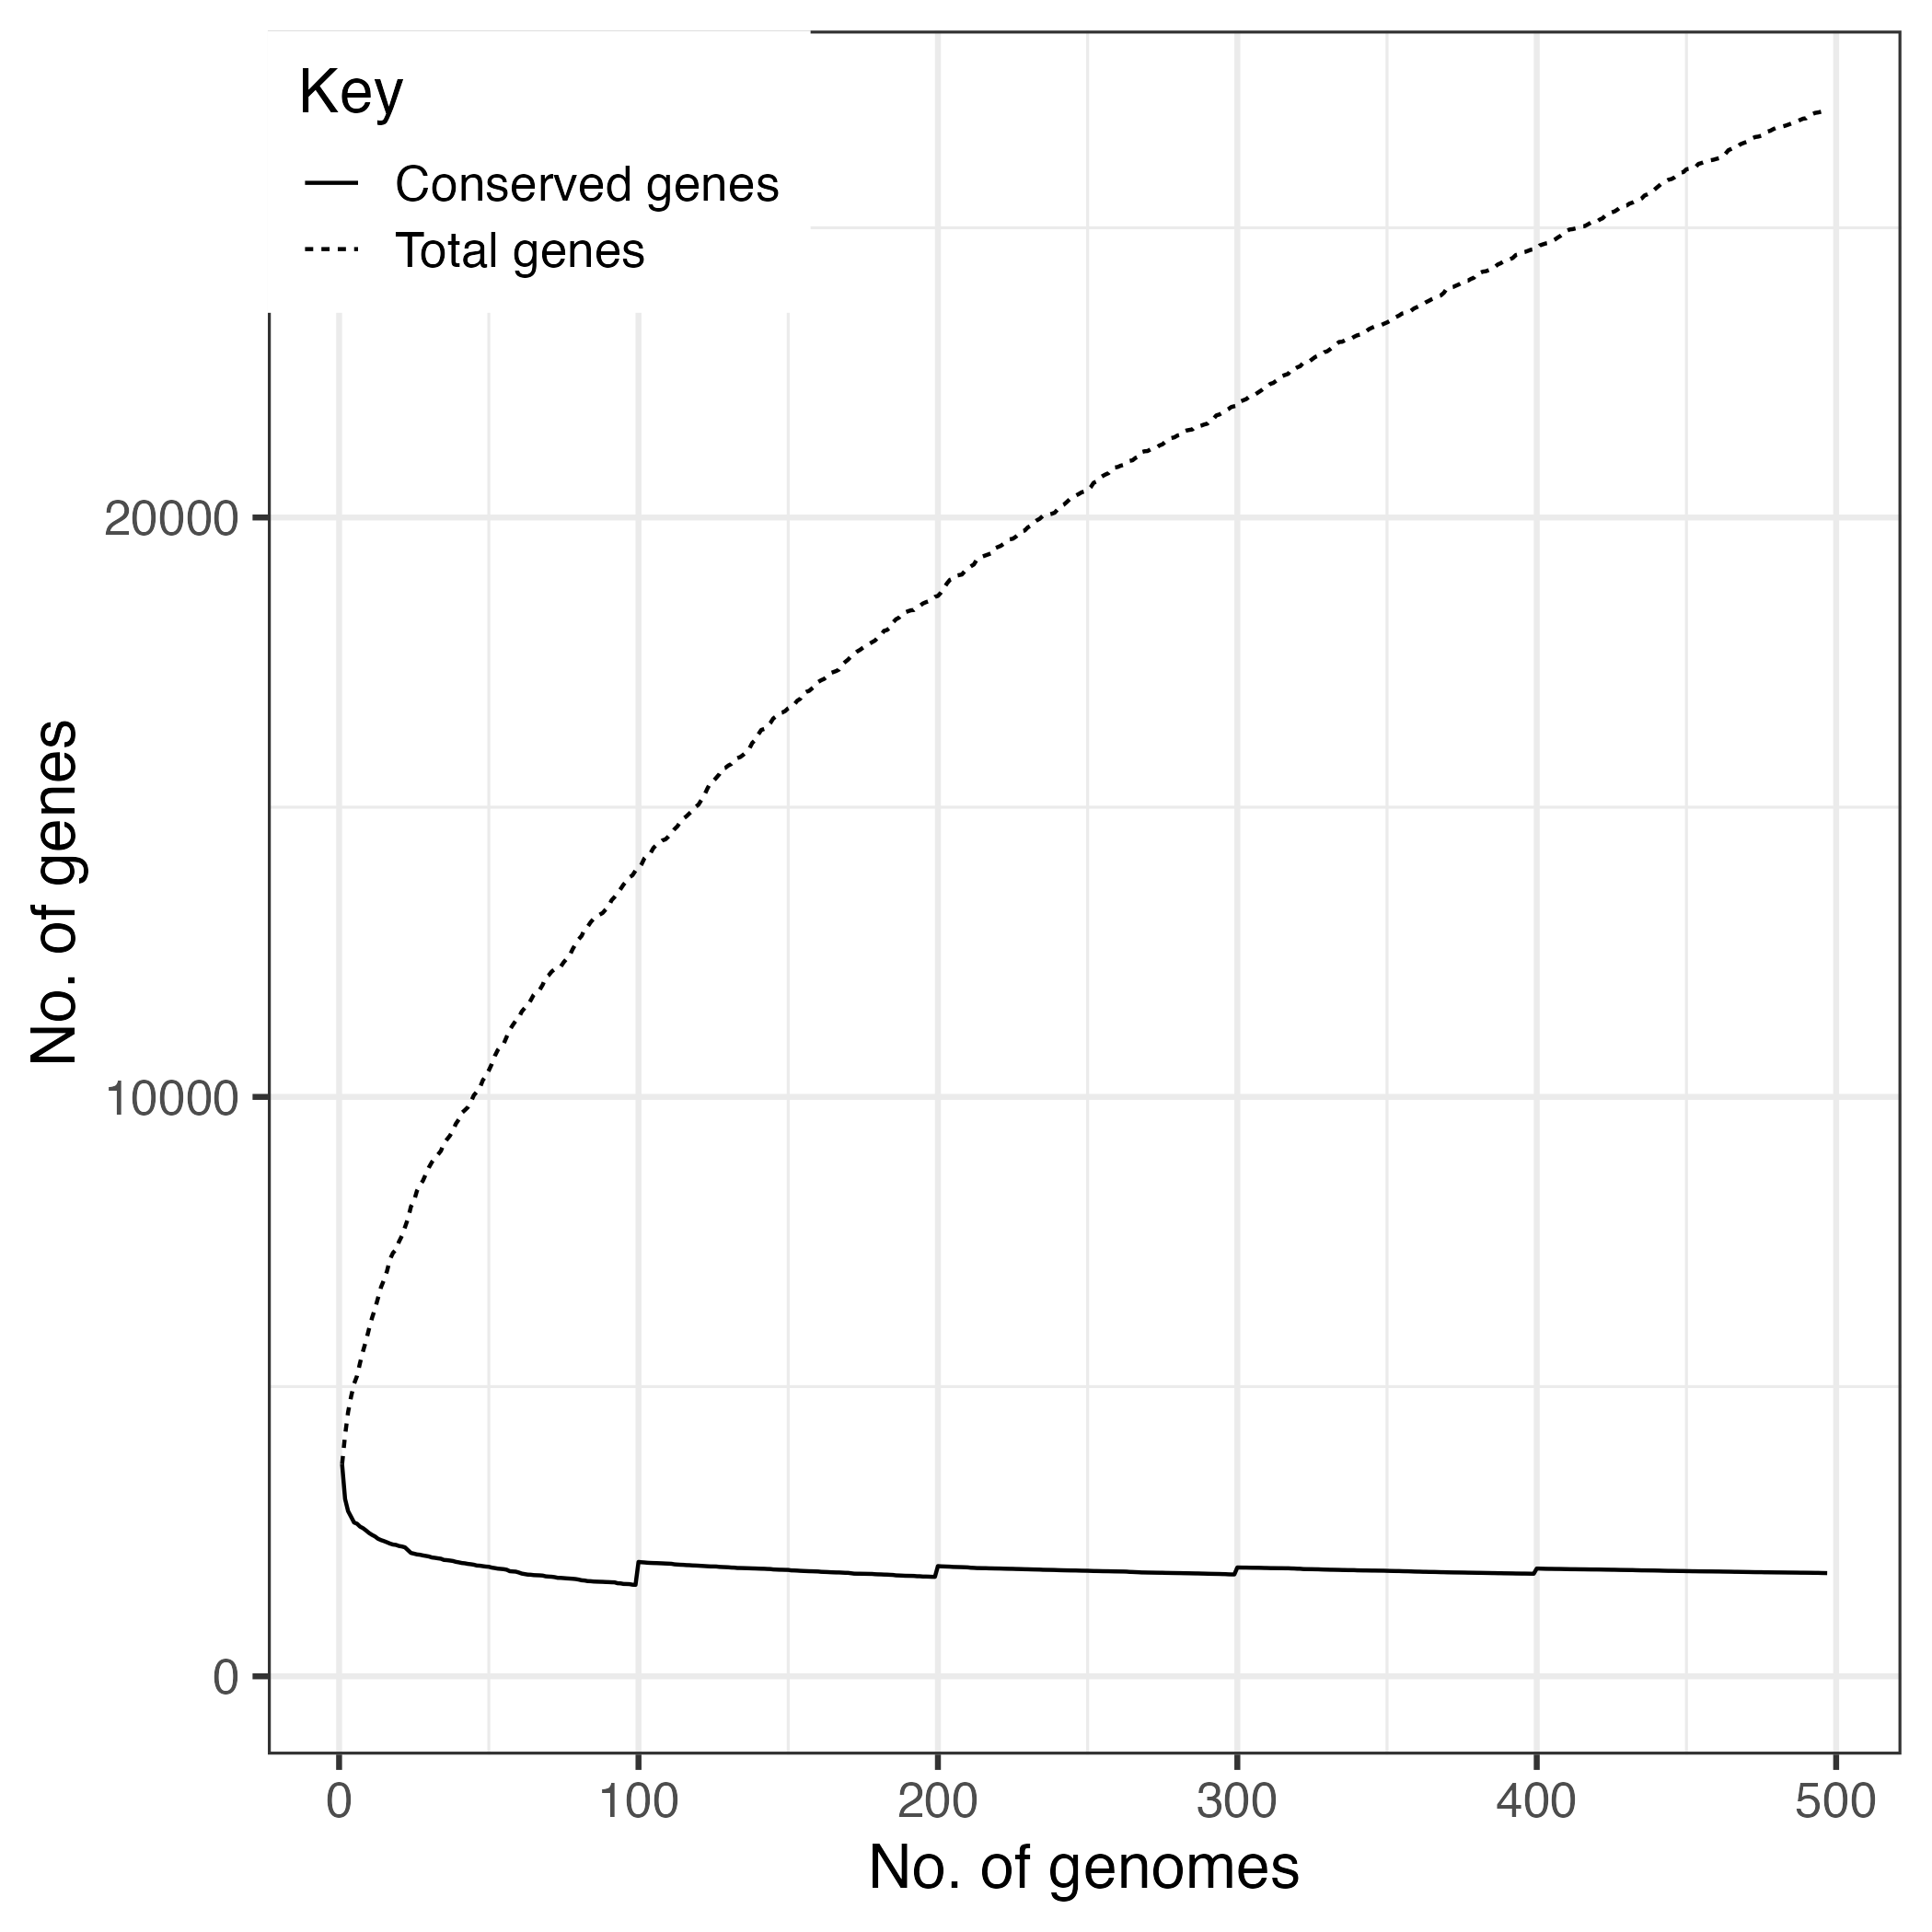 Key
Conserved genes
Total genes
No. of genes
20000
10000
0
0 100 200 300 400 500
No. of genomes